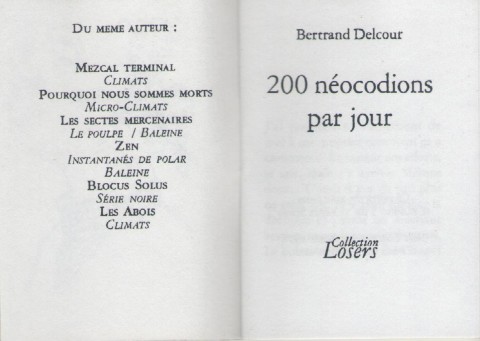 Du meme auteur :
Mezcal terminal
Climats
Pourquoi nous sommes morts
Micro-Climats
Les sectes mercenaires
Le poulpe / Baleine
Zen
Instantanés de polar
Baleine
Blocus Solus
Série noire
Les Abois
Climats
Bertrand Delcour
200 néocodions
par jour
Collection
Losers